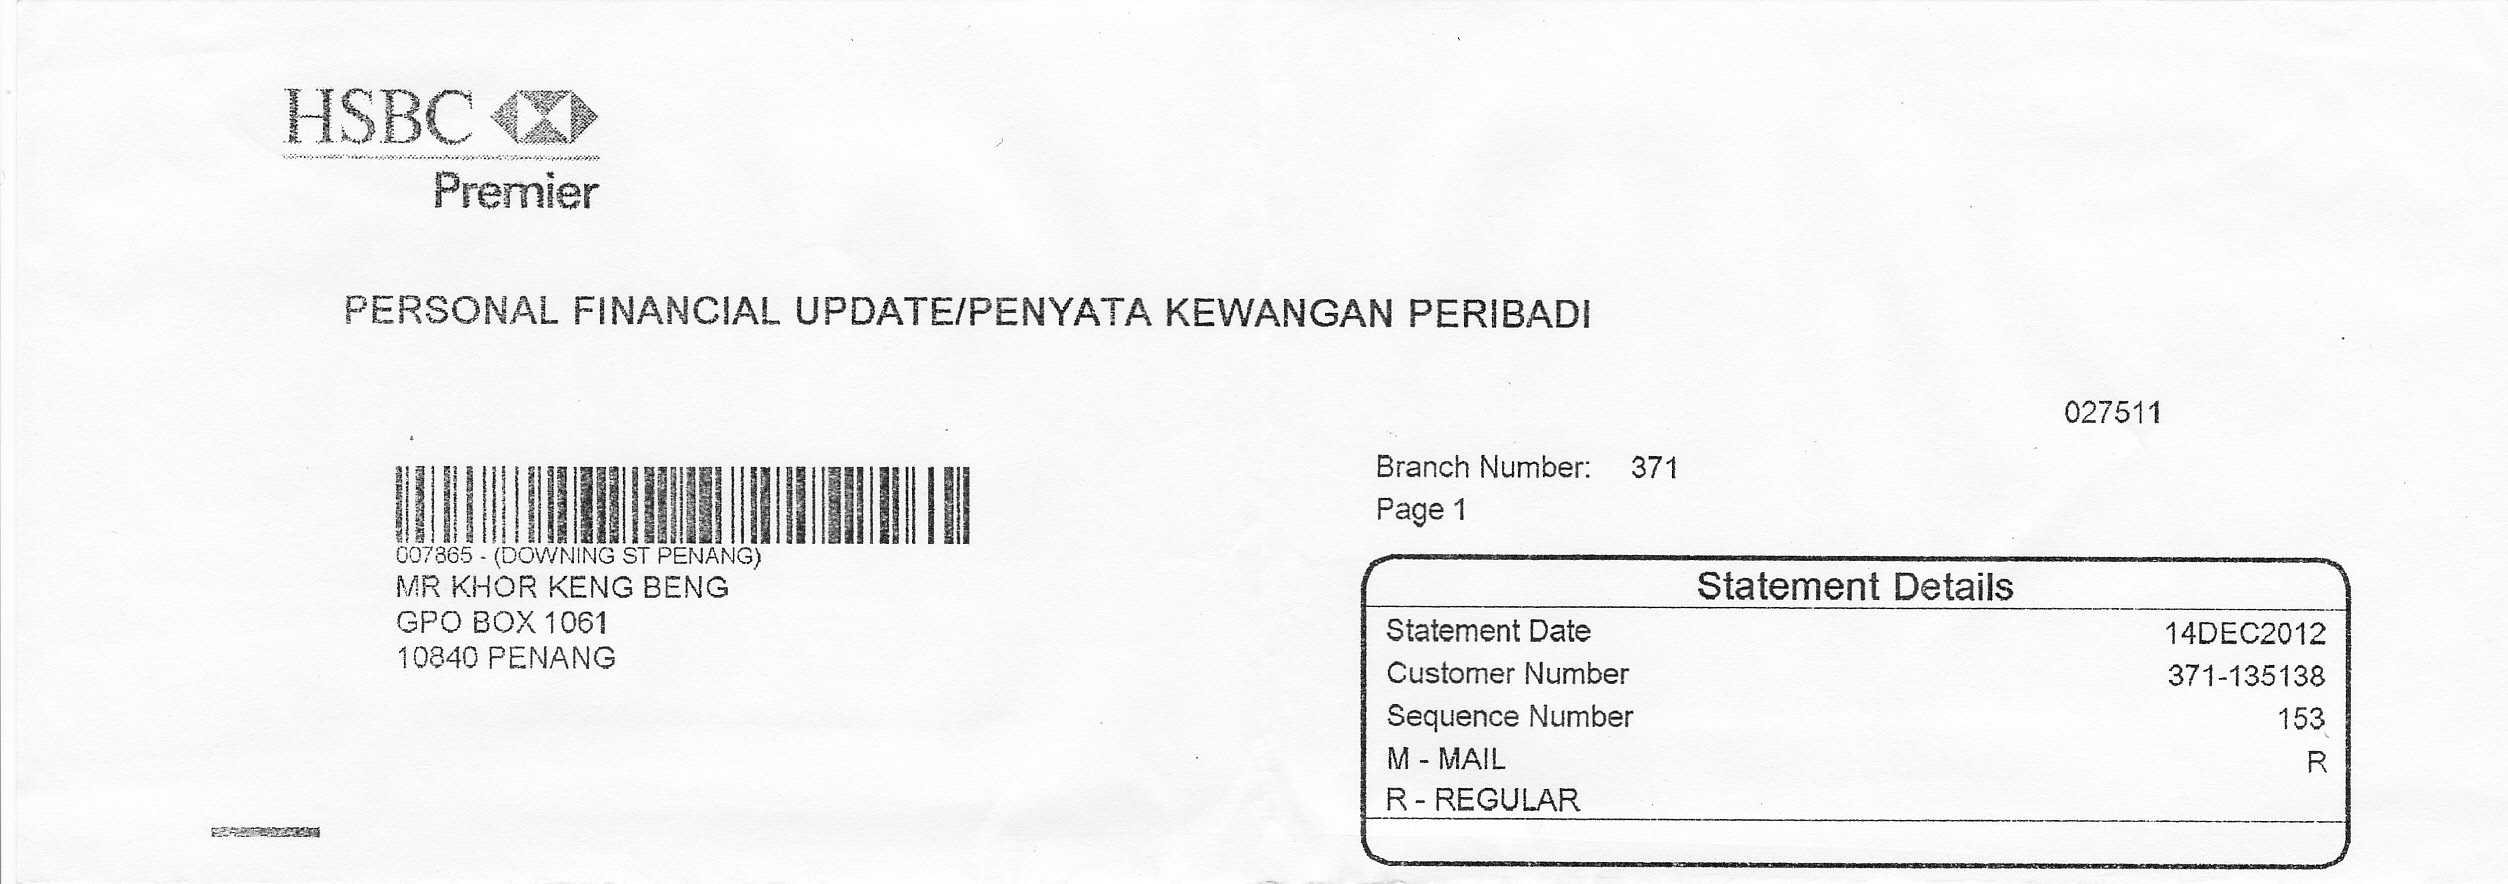 HSBC
Premier
PERSONAL FINANCIAL UPDATE/PENYATA KEWANGAN PERIBADI
027511
Branch Number: 371
Page 1
007865 - (DOWNING ST PENANG)
MR KHOR KENG BENG
GPO BOX 1061
10840 PENANG
Statement Details
Statement Date 14DEC2012
Customer Number 371-135138
Sequence Number 153
M - MAIL R
R - REGULAR